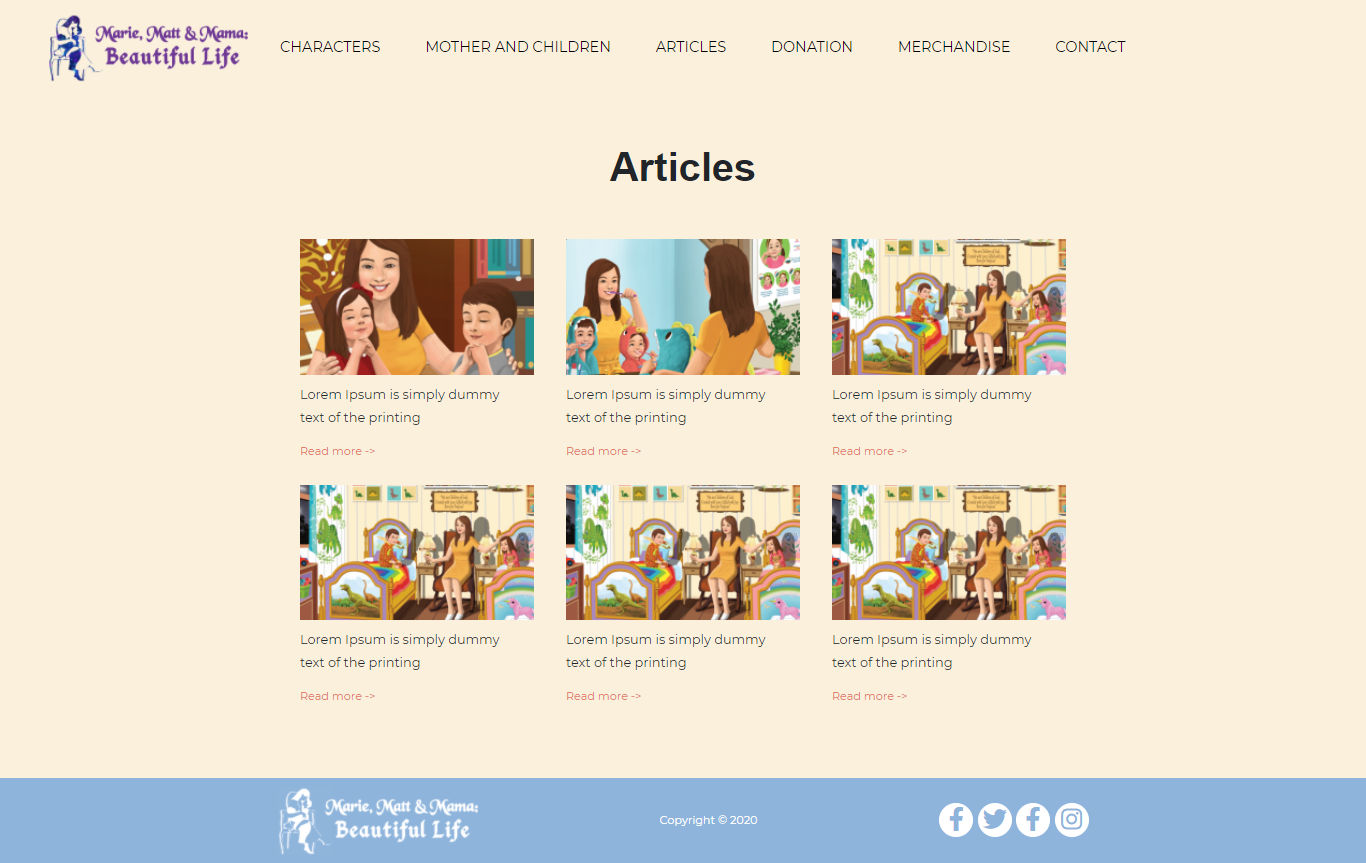 Marie, Matt & Mama:
Beautiful Life
CHARACTERS MOTHER AND CHILDREN ARTICLES DONATION MERCHANDISE CONTACT
Articles
Lorem Ipsum is simply dummy
text of the printing
Read more ->
Lorem Ipsum is simply dummy
text of the printing
Read more ->
Lorem Ipsum is simply dummy
text of the printing
Read more ->
Lorem Ipsum is simply dummy
text of the printing
Read more ->
Lorem Ipsum is simply dummy
text of the printing
Read more ->
Lorem Ipsum is simply dummy
text of the printing
Read more ->
Marie, Matt & Mama:
Beautiful Life
Copyright © 2020